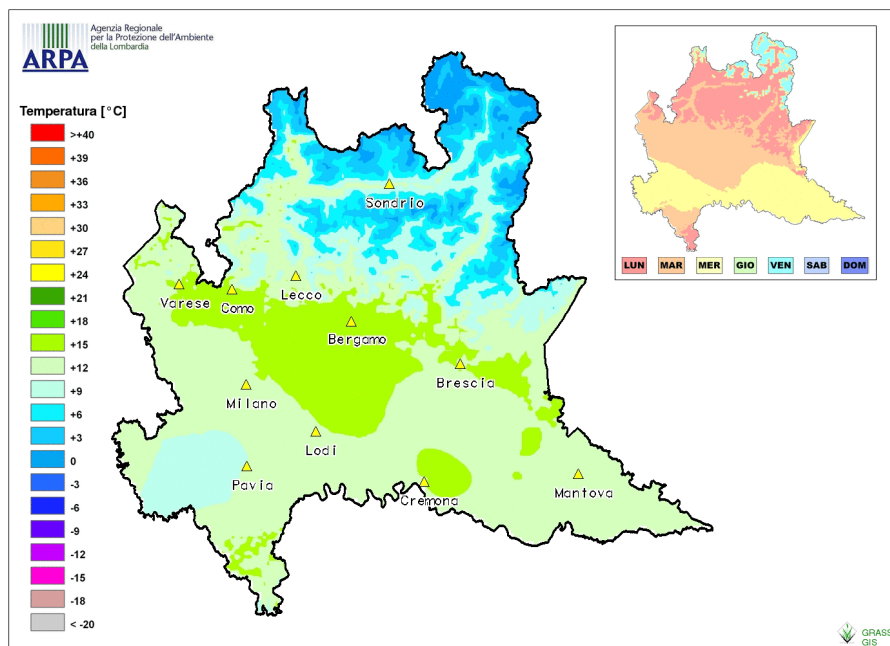 ARPA
Agenzia Regionale
per la Protezione dell'Ambiente
della Lombardia
Temperatura [°C]
>+40
+39
+36
+33
+30
+27
+24
+21
+18
+15
+12
+9
+6
+3
0
-3
-6
-9
-12
-15
-18
< -20
Sondrio
Varese
Como
Lecco
Bergamo
Brescia
Milano
Lodi
Pavia
Cremona
Mantova
LUN MAR MER GIO VEN SAB DOM
GRASS
GIS